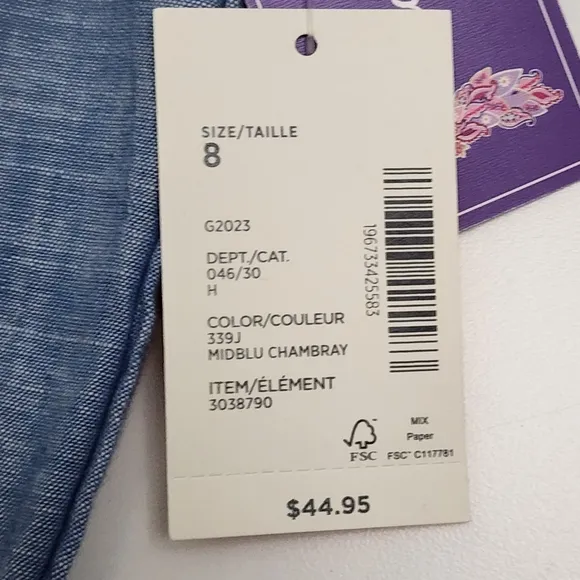 SIZE/TAILLE
8
G2023
DEPT./CAT.
046/30
H
COLOR/COULEUR
339J
MIDBLU CHAMBRAY
ITEM/ÉLÉMENT
3038790
196733425583
FSC
MIX
Paper
FSC™ C117781
$44.95